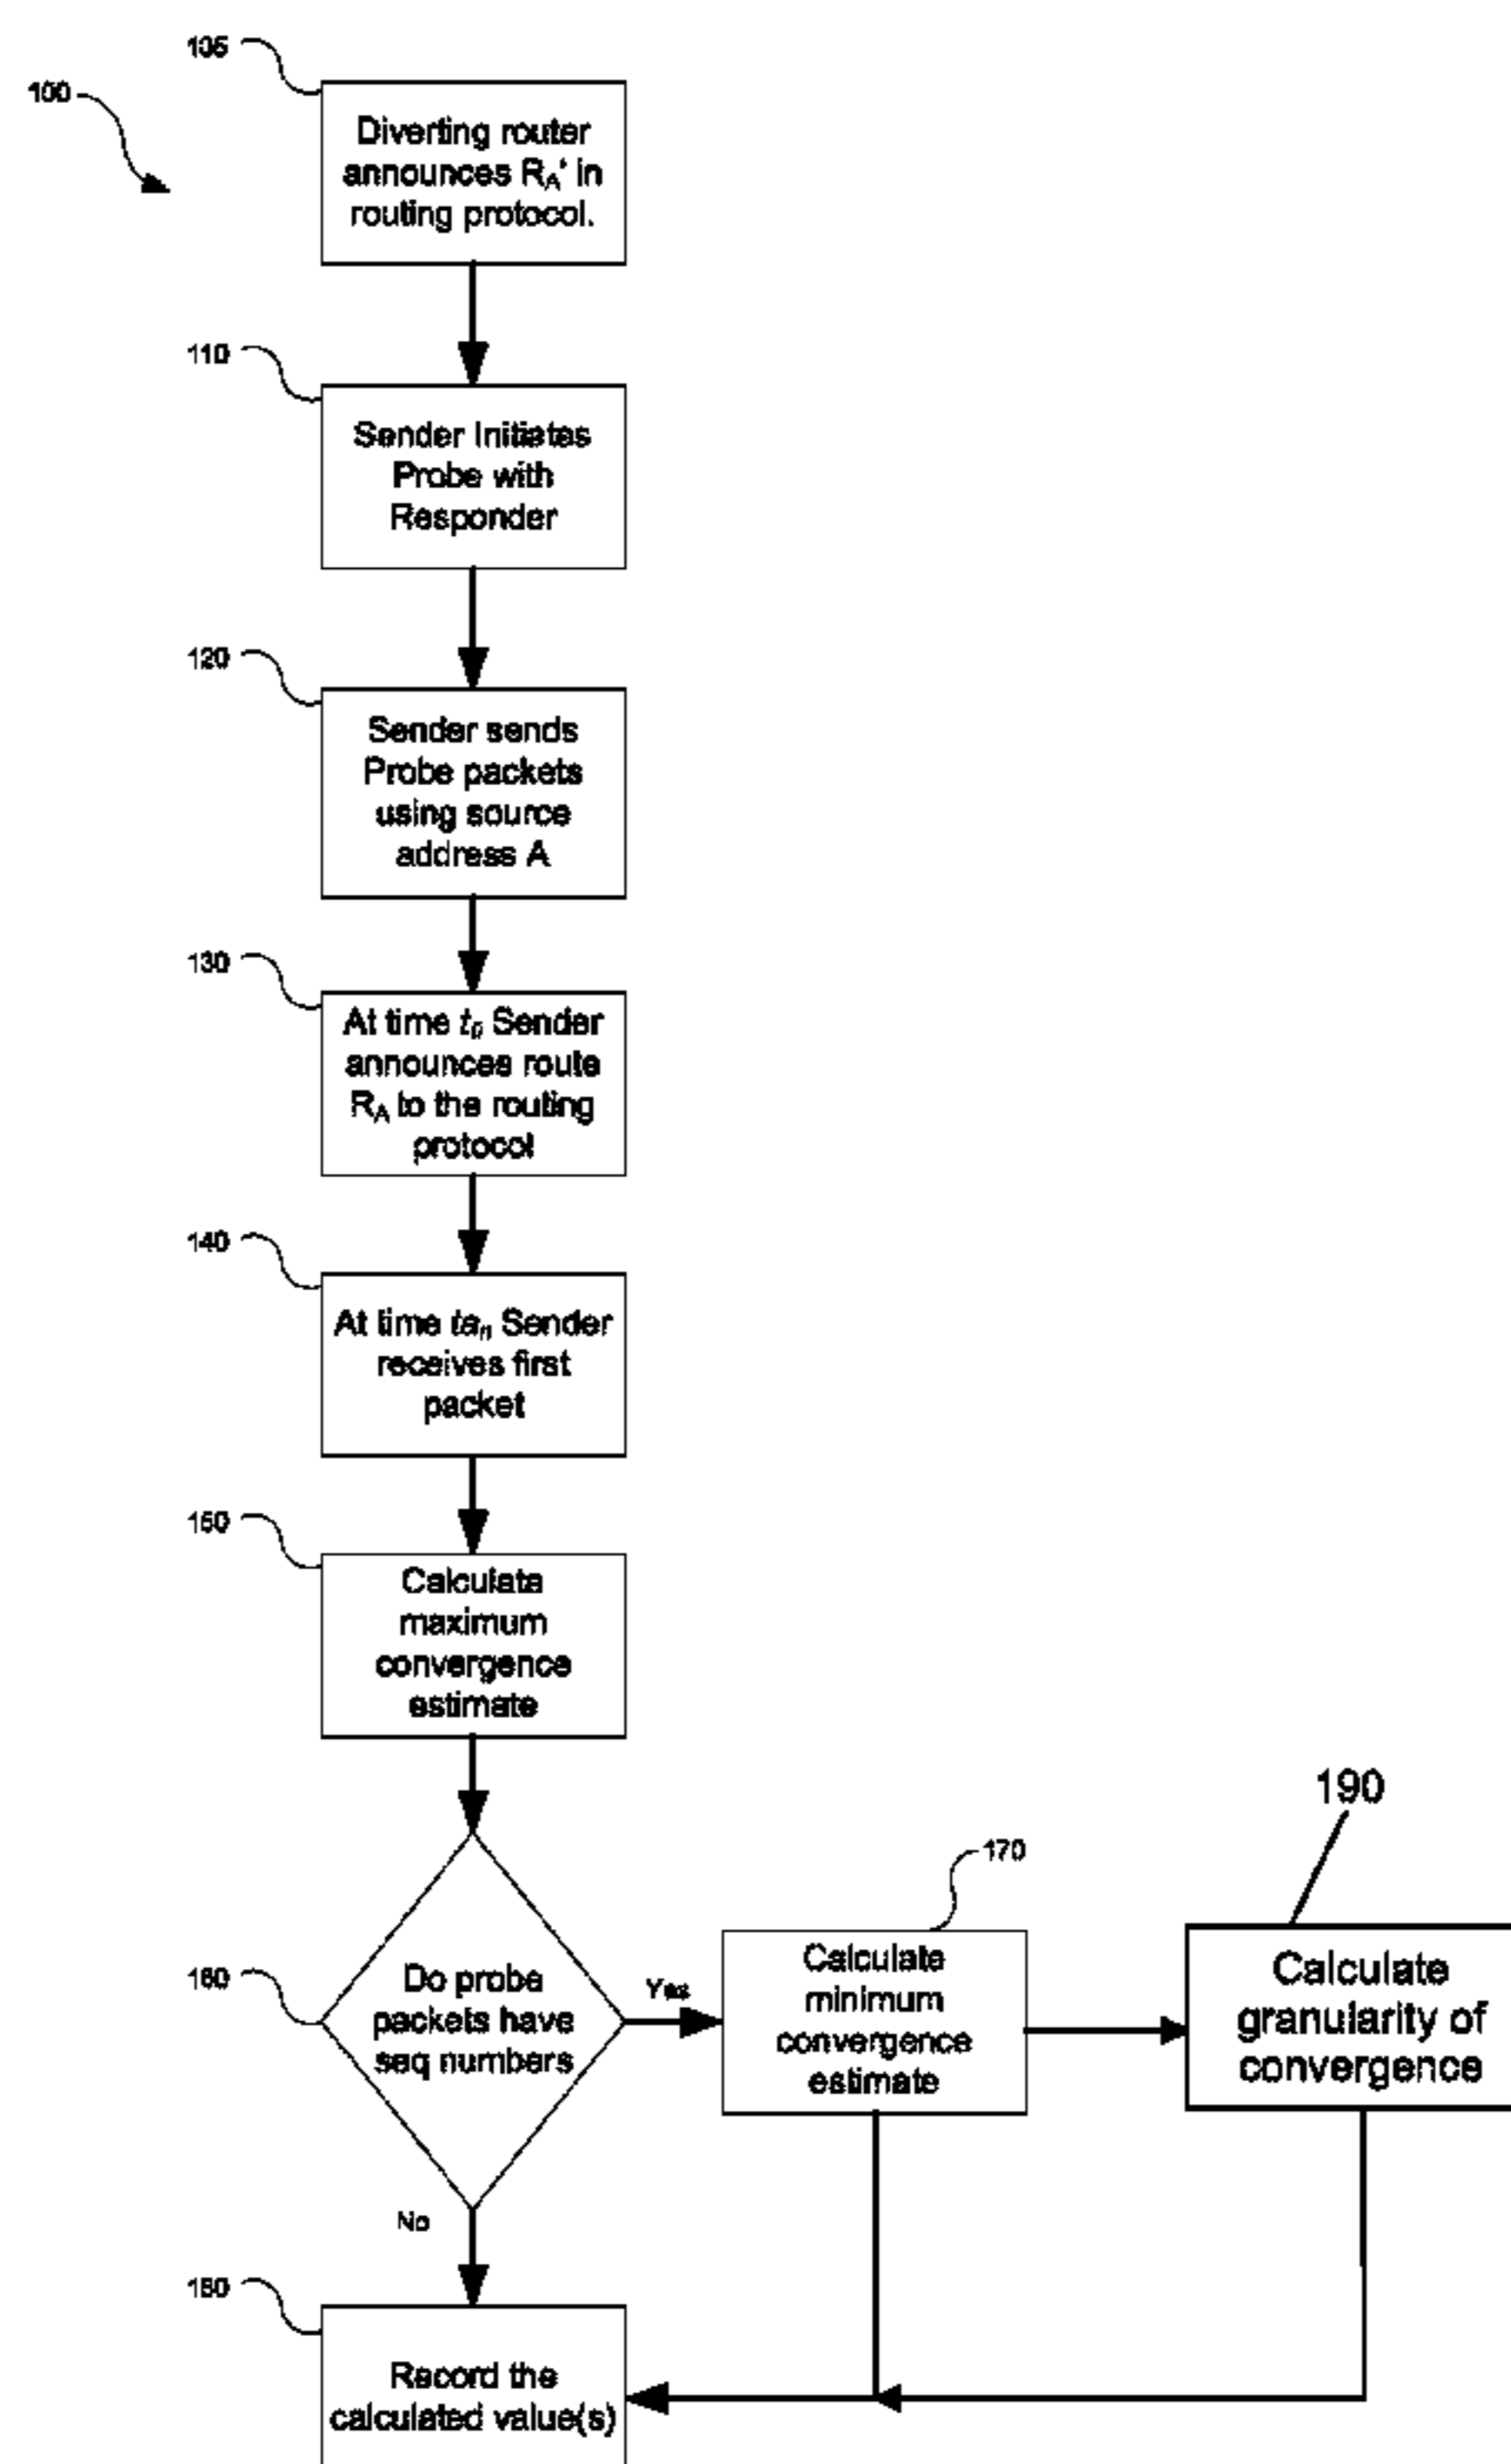 105
100
Diverting router
announces RA' in
routing protocol.
110
Sender Initiates
Probe with
Responder
120
Sender sends
Probe packets
using source
address A
130
At time t0 Sender
announces route
RA to the routing
protocol
140
At time tan Sender
receives first
packet
150
Calculate
maximum
convergence
estimate
190
170
160
Do probe
packets have
seq numbers
Yes
Calculate
minimum
convergence
estimate
Calculate
granularity of
convergence
No
180
Record the
calculated value(s)